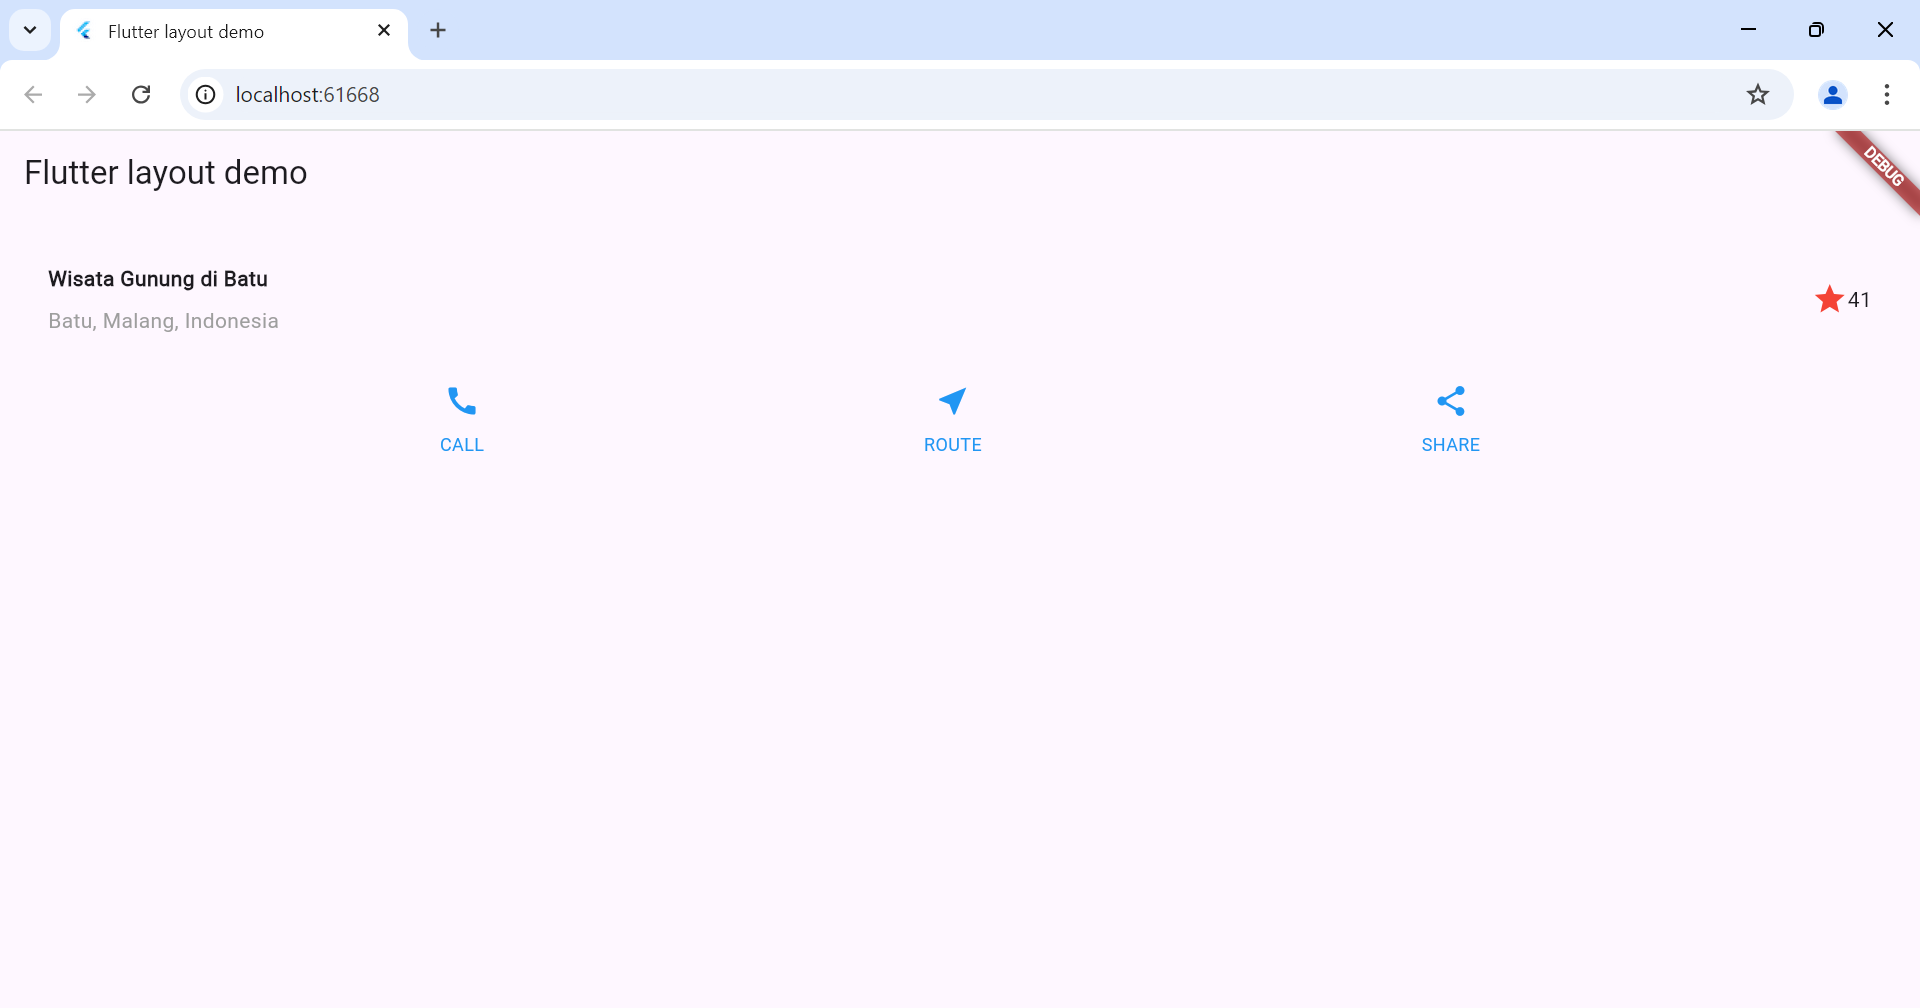 Flutter layout demo
localhost:61668
Flutter layout demo
DEBUG
Wisata Gunung di Batu
Batu, Malang, Indonesia
41
CALL
ROUTE
SHARE